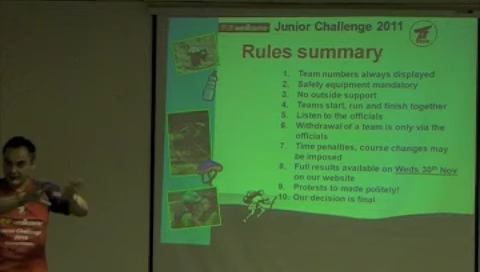 Junior Challenge 2011
Rules summary
1. Team numbers always displayed
2. Safety equipment mandatory
3. No outside support
4. Teams start, run and finish together
5. Listen to the officials
6. Withdrawal of a team is only via the
officials
7. Time penalties, course changes may
be imposed
8. Full results available on Weds 30th Nov
on our website
9. Protests to made politely!
10. Our decision is final
Junior Challenge
2011